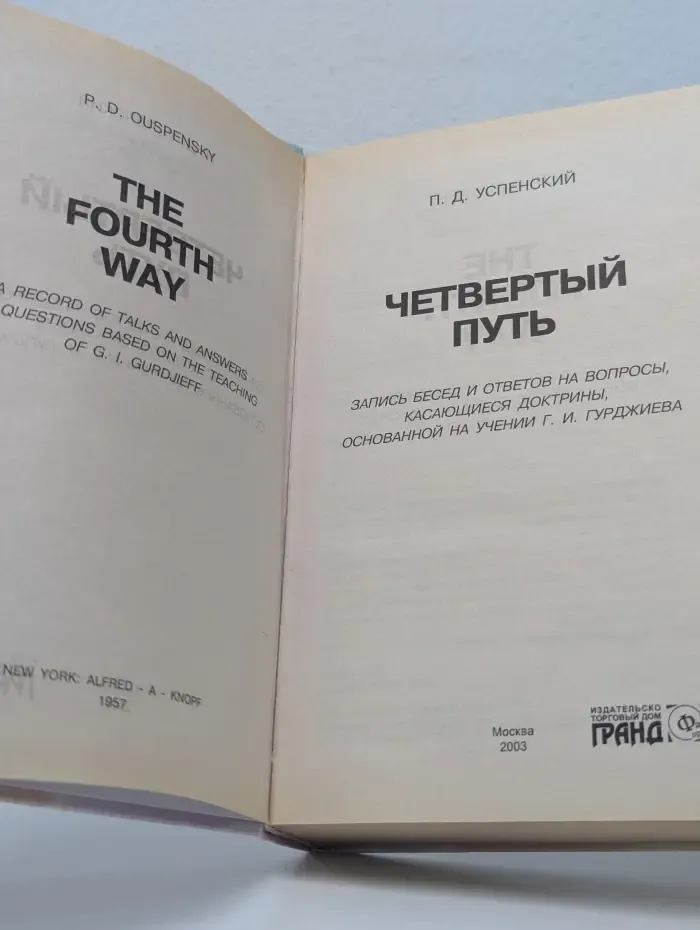 P. D. OUSPENSKY
THE
FOURTH
WAY
A RECORD OF TALKS AND ANSWERS
QUESTIONS BASED ON THE TEACHING
OF G. I. GURDJIEFF
NEW YORK: ALFRED - A - KNOPF
1957
П. Д. УСПЕНСКИЙ
ЧЕТВЕРТЫЙ
ПУТЬ
ЗАПИСЬ БЕСЕД И ОТВЕТОВ НА ВОПРОСЫ,
КАСАЮЩИЕСЯ ДОКТРИНЫ,
ОСНОВАННОЙ НА УЧЕНИИ Г. И. ГУРДЖИЕВА
Москва
2003
ИЗДАТЕЛЬСКО
ТОРГОВЫЙ ДОМ
ГРАНД